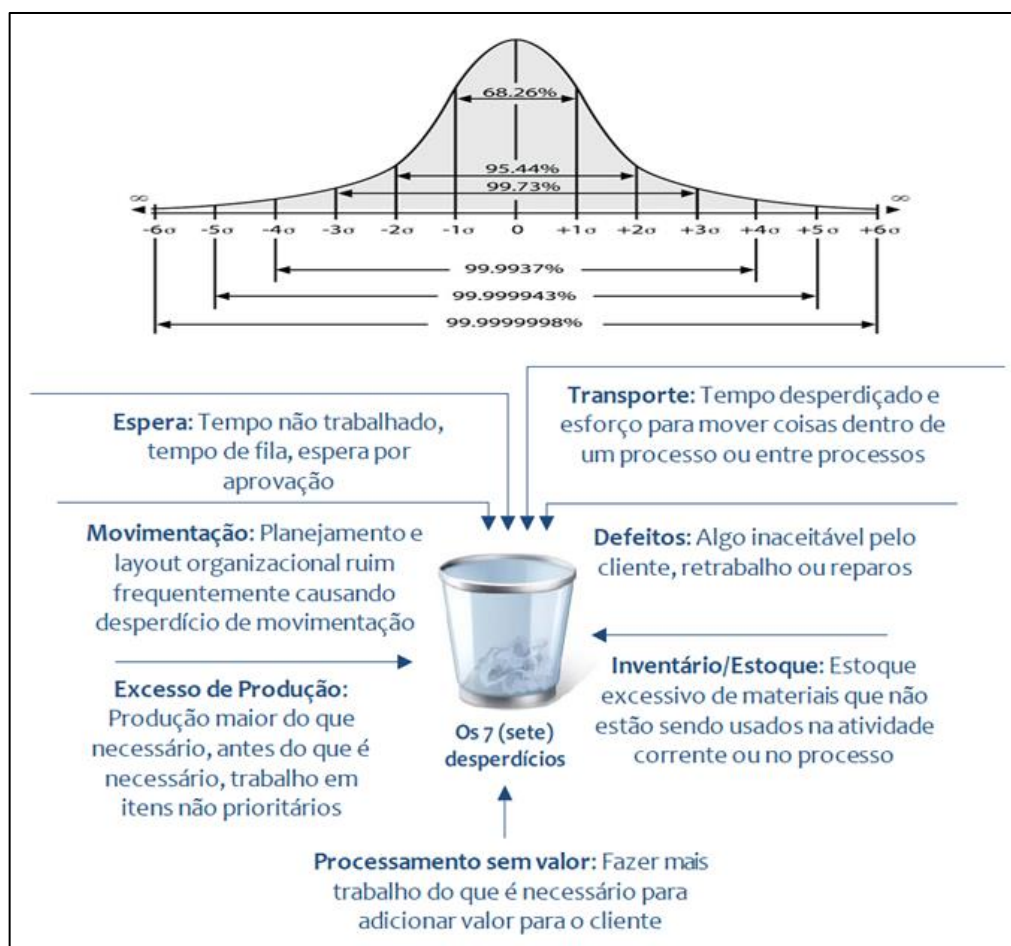 68.26%
95.44%
99.73%
∞ ∞
-6σ -5σ -4σ -3σ -2σ -1σ 0 +1σ +2σ +3σ +4σ +5σ +6σ
99.9937%
99.999943%
99.9999998%
Espera: Tempo não trabalhado,
tempo de fila, espera por
aprovação
Transporte: Tempo desperdiçado e
esforço para mover coisas dentro de
um processo ou entre processos
Movimentação: Planejamento e
layout organizacional ruim
frequentemente causando
desperdício de movimentação
Defeitos: Algo inaceitável pelo
cliente, retrabalho ou reparos
Excesso de Produção:
Produção maior do que
necessário, antes do que é
necessário, trabalho em
itens não prioritários
Inventário/Estoque: Estoque
excessivo de materiais que não
estão sendo usados na atividade
corrente ou no processo
Os 7 (sete)
desperdícios
Processamento sem valor: Fazer mais
trabalho do que é necessário para
adicionar valor para o cliente